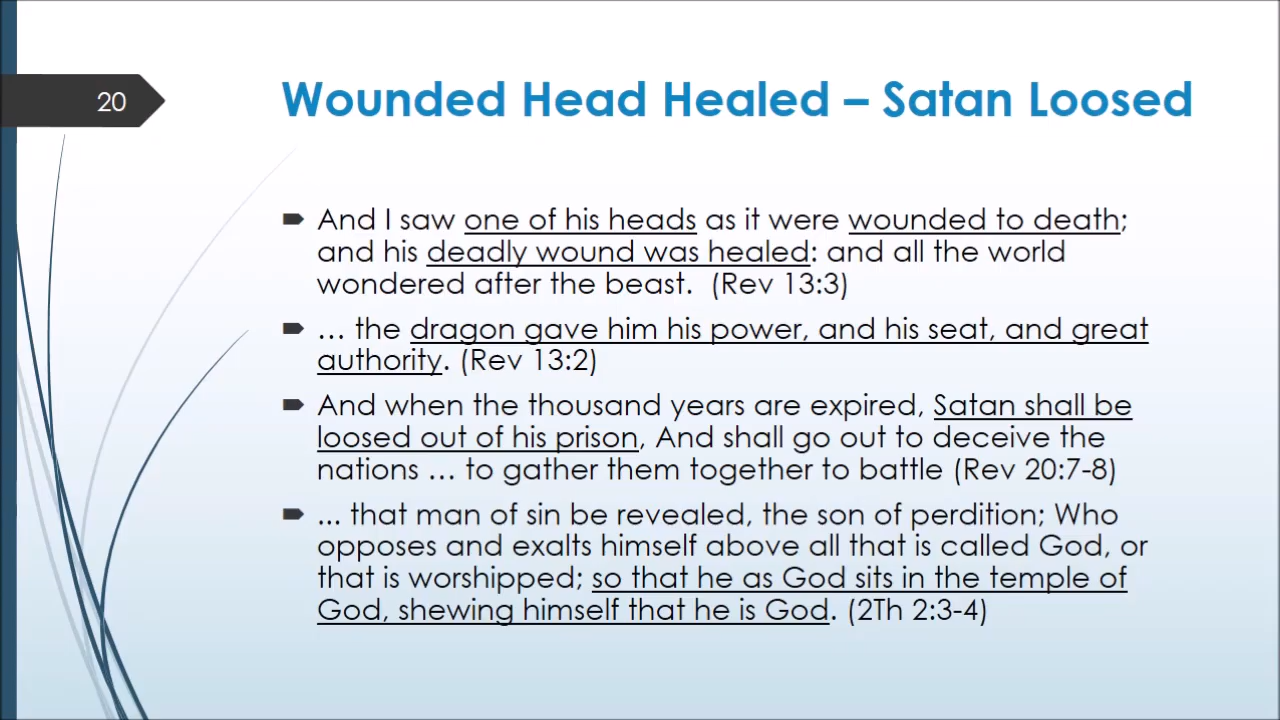 20
Wounded Head Healed – Satan Loosed
And I saw one of his heads as it were wounded to death;
and his deadly wound was healed: and all the world
wondered after the beast.  (Rev 13:3)
… the dragon gave him his power, and his seat, and great
authority. (Rev 13:2)
And when the thousand years are expired, Satan shall be
loosed out of his prison, And shall go out to deceive the
nations … to gather them together to battle (Rev 20:7-8)
... that man of sin be revealed, the son of perdition; Who
opposes and exalts himself above all that is called God, or
that is worshipped; so that he as God sits in the temple of
God, shewing himself that he is God. (2Th 2:3-4)